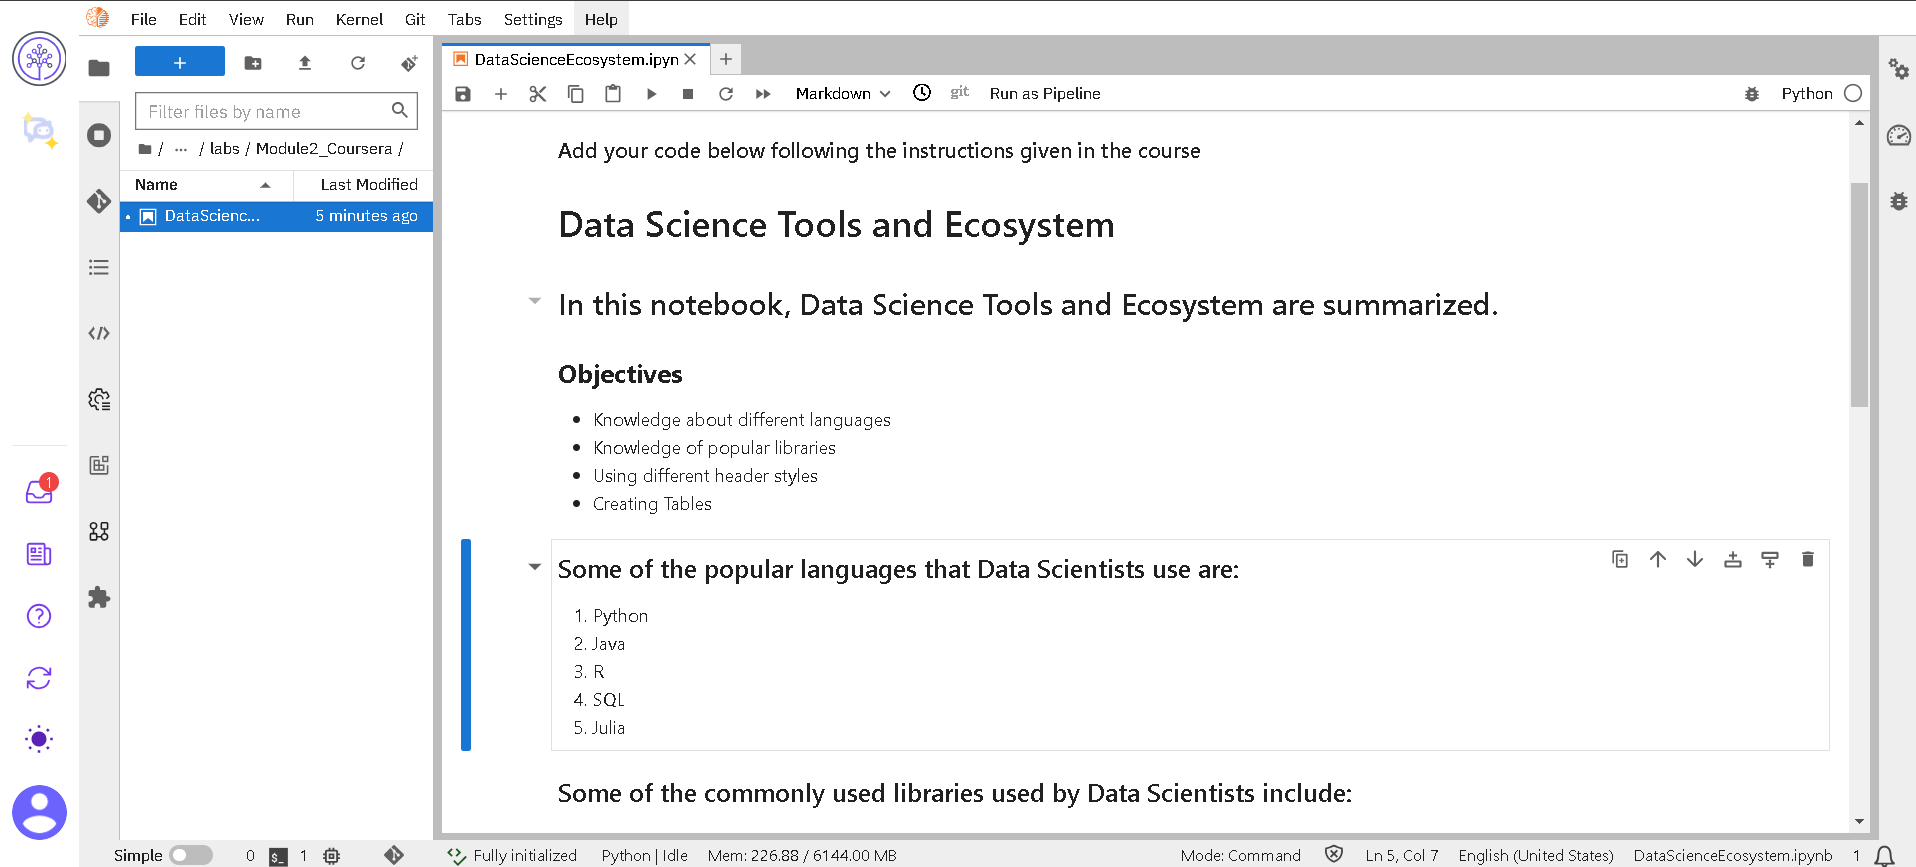 File Edit View Run Kernel Git Tabs Settings Help
DataScienceEcosystem.ipyn
Markdown git Run as Pipeline Python
Filter files by name
/ ... / labs / Module2_Coursera /
Name Last Modified
DataScienc... 5 minutes ago
1
Add your code below following the instructions given in the course
Data Science Tools and Ecosystem
In this notebook, Data Science Tools and Ecosystem are summarized.
Objectives
• Knowledge about different languages
• Knowledge of popular libraries
• Using different header styles
• Creating Tables
Some of the popular languages that Data Scientists use are:
1. Python
2. Java
3. R
4. SQL
5. Julia
Some of the commonly used libraries used by Data Scientists include:
Simple 0 $_ 1 Fully initialized Python | Idle Mem: 226.88 / 6144.00 MB Mode: Command Ln 5, Col 7 English (United States) DataScienceEcosystem.ipynb 1